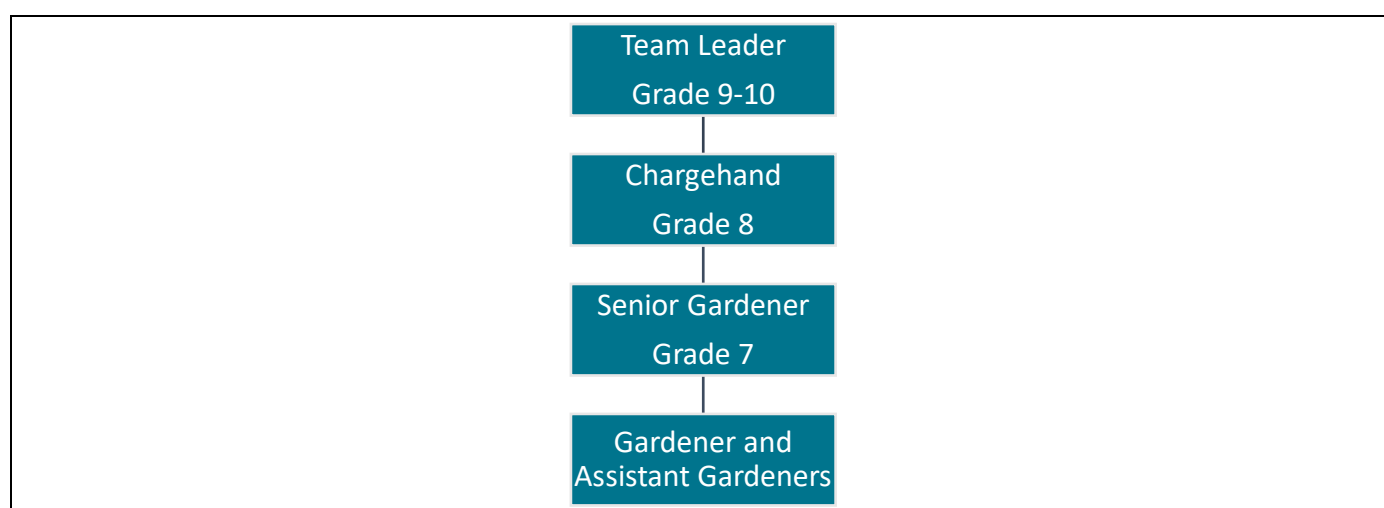 Team Leader
Grade 9-10
Chargehand
Grade 8
Senior Gardener
Grade 7
Gardener and
Assistant Gardeners